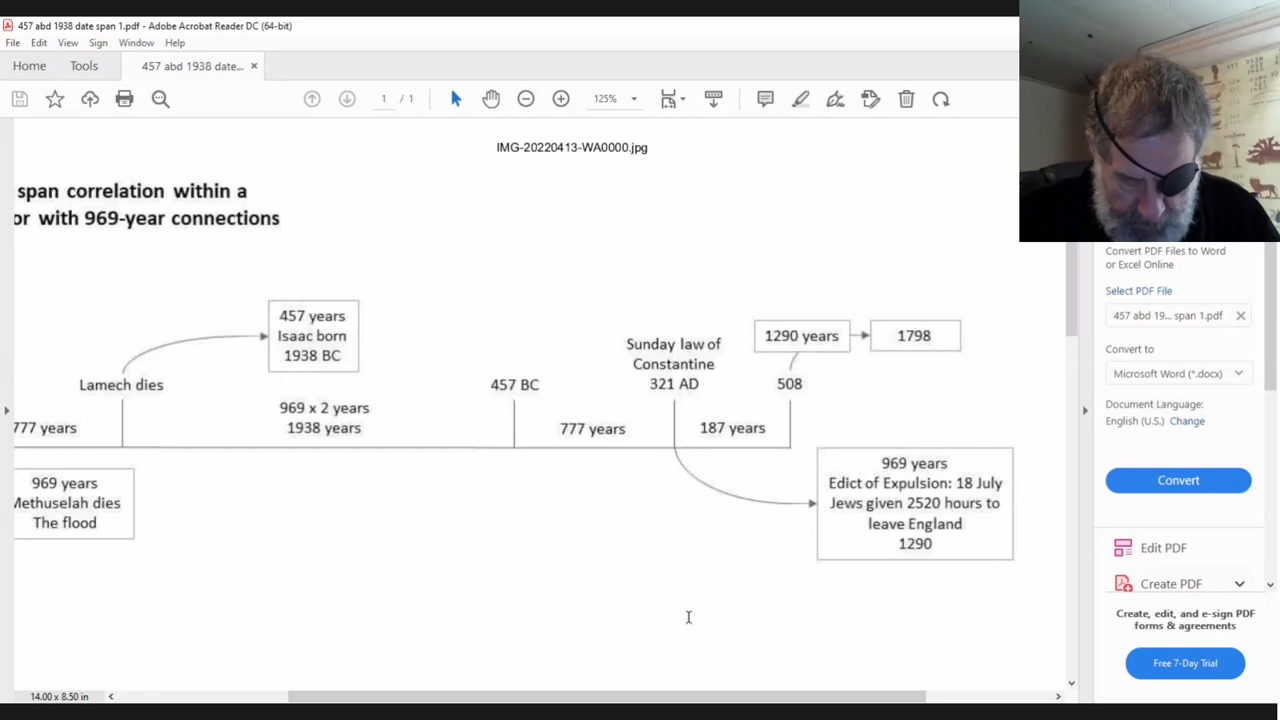 457 abd 1938 date span 1.pdf - Adobe Acrobat Reader DC (64-bit)
File Edit View Sign Window Help
Home Tools 457 abd 1938 date... ×
1 / 1 125%
IMG-20220413-WA0000.jpg
span correlation within a
or with 969-year connections
457 years
Isaac born
1938 BC
Lamech dies
969 x 2 years
1938 years
777 years
969 years
Methuselah dies
The flood
457 BC
777 years
Sunday law of
Constantine
321 AD
187 years
508
1290 years
1798
969 years
Edict of Expulsion: 18 July
Jews given 2520 hours to
leave England
1290
Convert PDF Files to Word
or Excel Online
Select PDF File
457 abd 19... span 1.pdf
Convert to
Microsoft Word (*.docx)
Document Language:
English (U.S.) Change
Convert
Edit PDF
Create PDF
Create, edit, and e-sign PDF
forms & agreements
Free 7-Day Trial
14.00 x 8.50 in